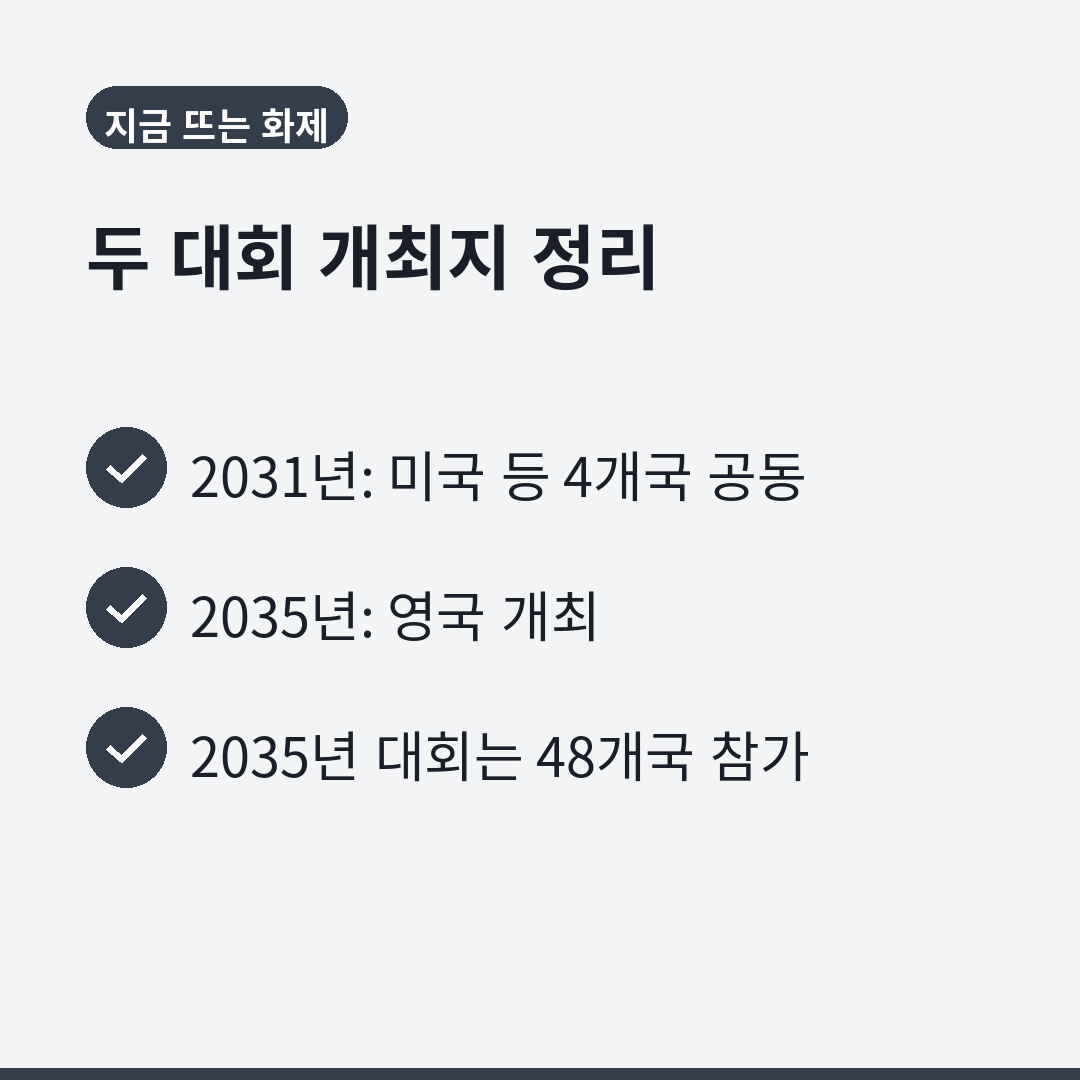 지금 뜨는 화제
두 대회 개최지 정리
2031년: 미국 등 4개국 공동
2035년: 영국 개최
2035년 대회는 48개국 참가